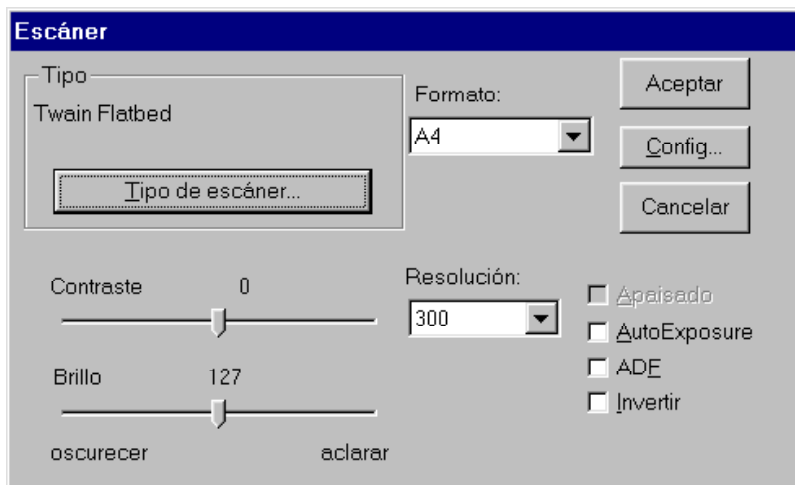 Escáner
Tipo
Twain Flatbed
Tipo de escáner...
Formato:
A4
Aceptar
Config...
Cancelar
Contraste 0
Brillo 127
oscurecer aclarar
Resolución:
300
Apaisado
AutoExposure
ADF
Invertir